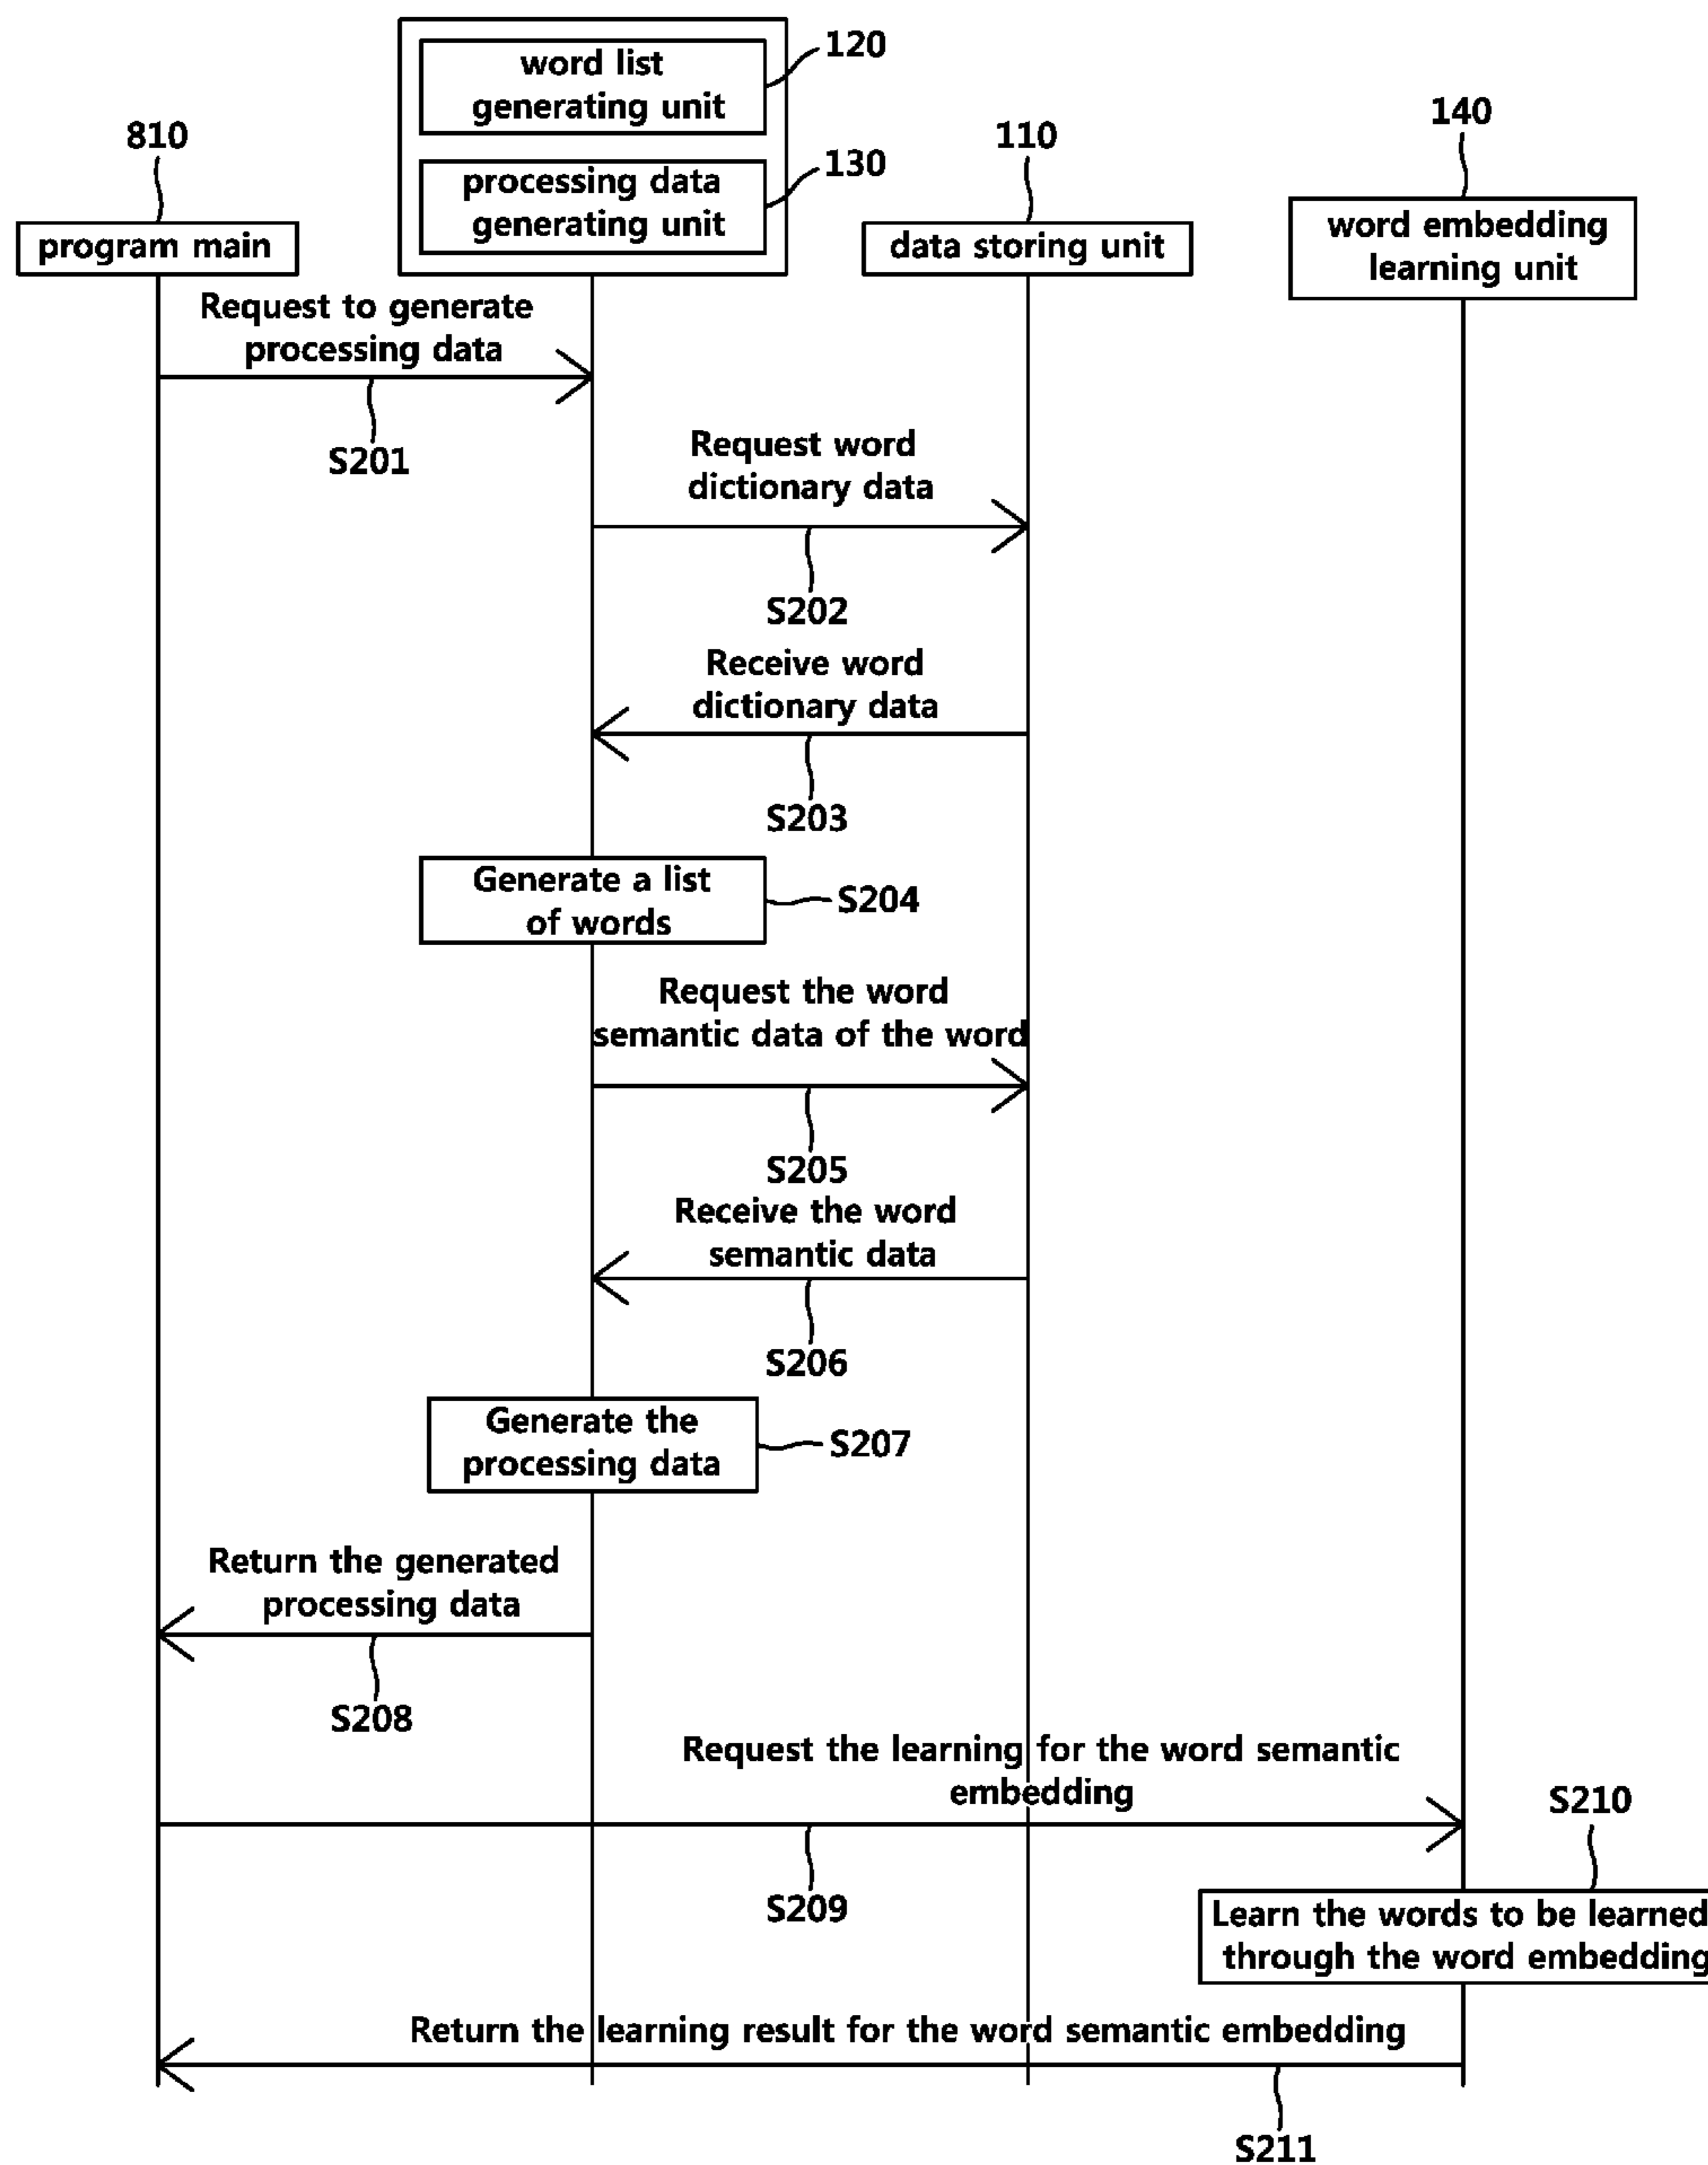 word list
generating unit
120
processing data
generating unit
130
810
program main
110
data storing unit
140
word embedding
learning unit
Request to generate
processing data
S201
Request word
dictionary data
S202
Receive word
dictionary data
S203
Generate a list
of words
S204
Request the word
semantic data of the word
S205
Receive the word
semantic data
S206
Generate the
processing data
S207
Return the generated
processing data
S208
Request the learning for the word semantic
embedding
S209
S210
Learn the words to be learned
through the word embedding
Return the learning result for the word semantic embedding
S211